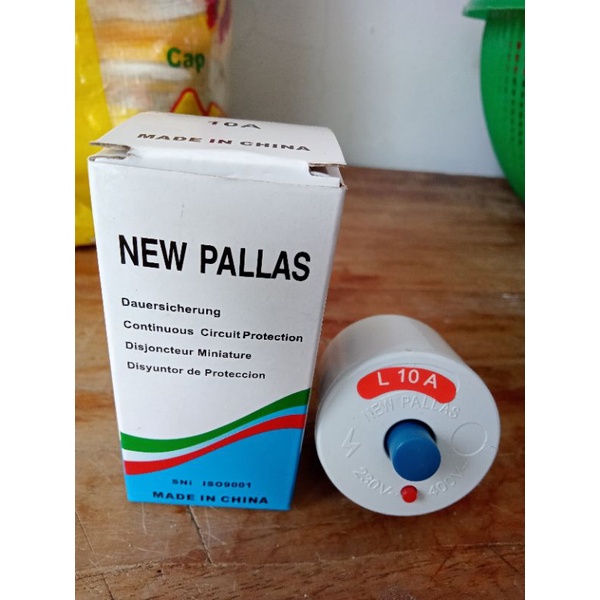 Cap
10A
MADE IN CHINA
NEW PALLAS
Dauersicherung
Continuous Circuit Protection
Disjoncteur Miniature
Disyuntor de Proteccion
SNI ISO9001
MADE IN CHINA
L 10 A
NEW PALLAS
230V~ 400V~